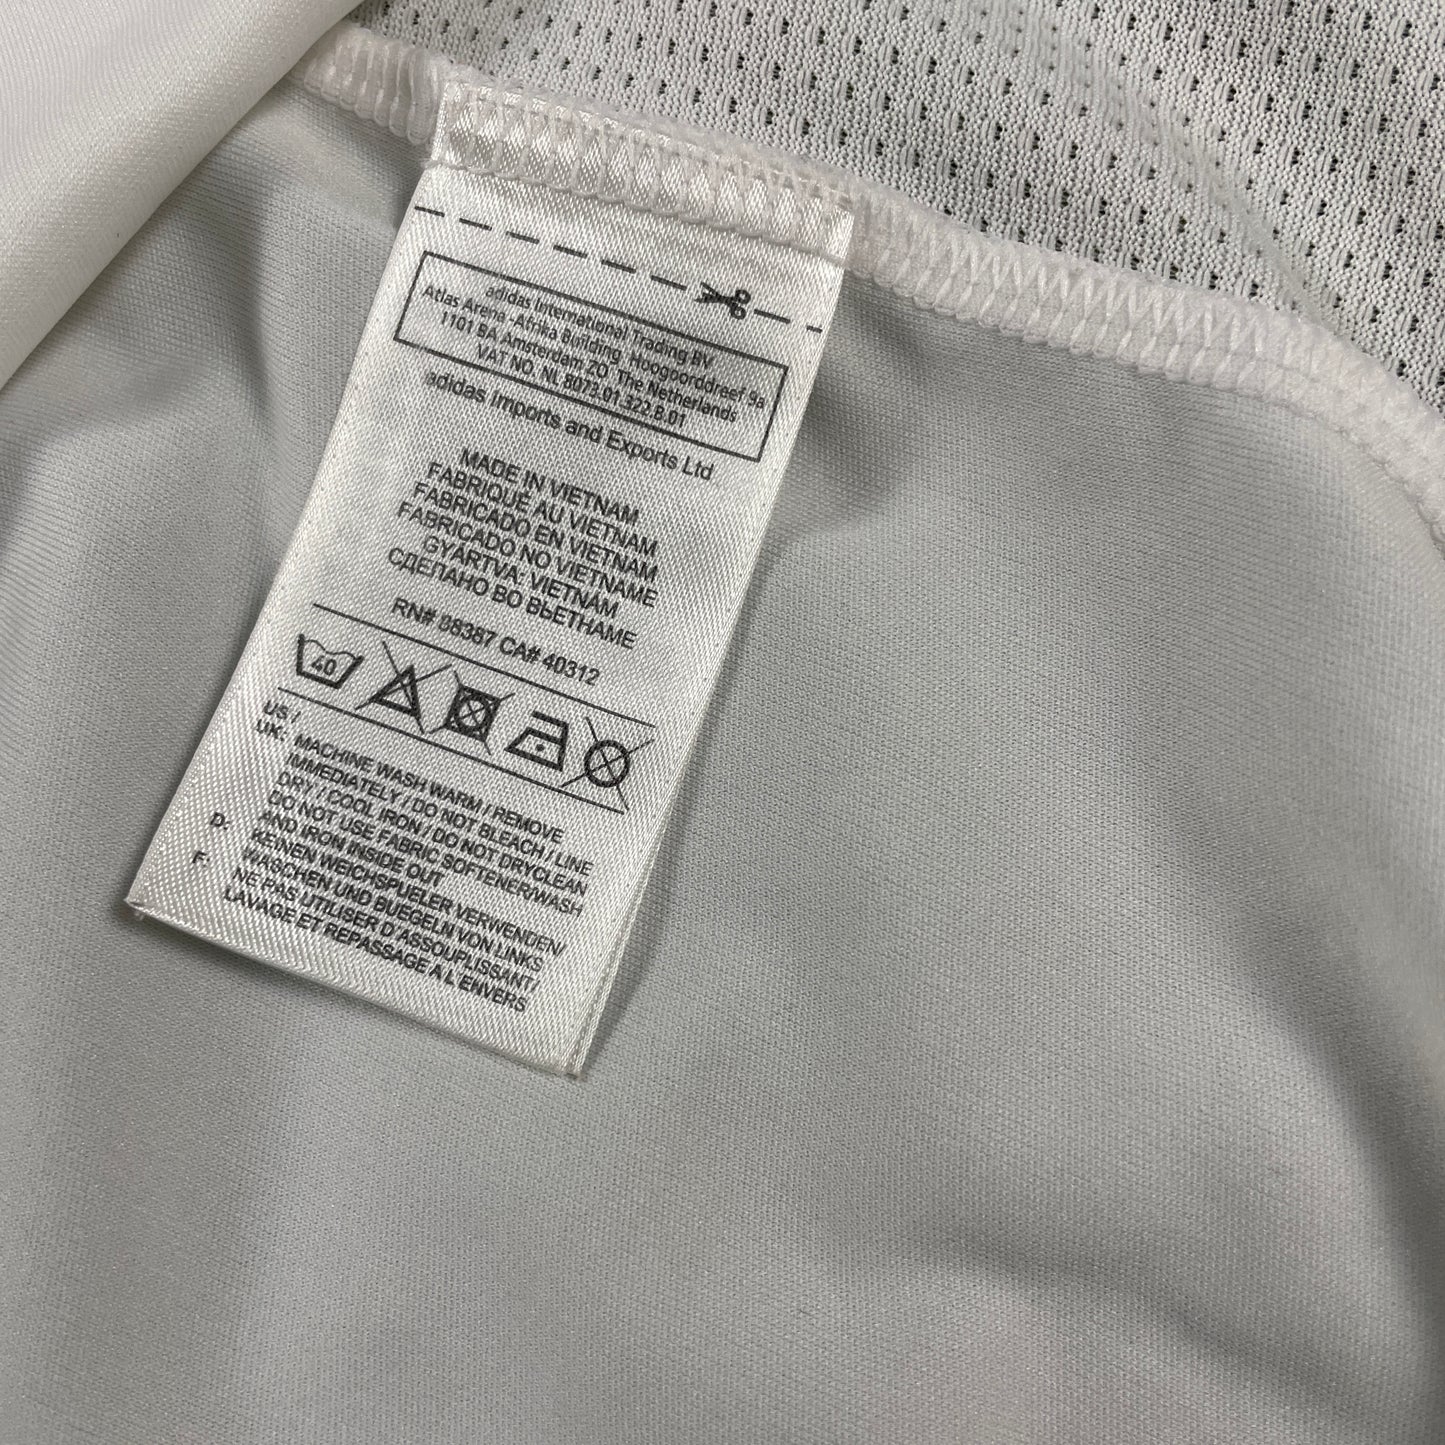 adidas International Trading BV
Atlas Arena -Afrika Building Hoogoorddreef 9a
1101 BA Amsterdam ZO The Netherlands
VAT NO. NL 8073.01.322.B.01
adidas Imports and Exports Ltd.
MADE IN VIETNAM
FABRIQUÉ AU VIETNAM
FABRICADO EN VIETNAM
FABRICADO NO VIETNAME
GYÁRTVA: VIETNAM
СДЕЛАНО ВО ВЬЕТНАМЕ
RN# 88387 CA# 40312
40
US /
UK: MACHINE WASH WARM / REMOVE
IMMEDIATELY / DO NOT BLEACH / LINE
DRY / COOL IRON / DO NOT DRYCLEAN
DO NOT USE FABRIC SOFTENER/WASH
AND IRON INSIDE OUT
D: KEINEN WEICHSPUELER VERWENDEN/
WASCHEN UND BUEGELN VON LINKS
F: NE PAS UTILISER D'ASSOUPLISSANT/
LAVAGE ET REPASSAGE A L'ENVERS